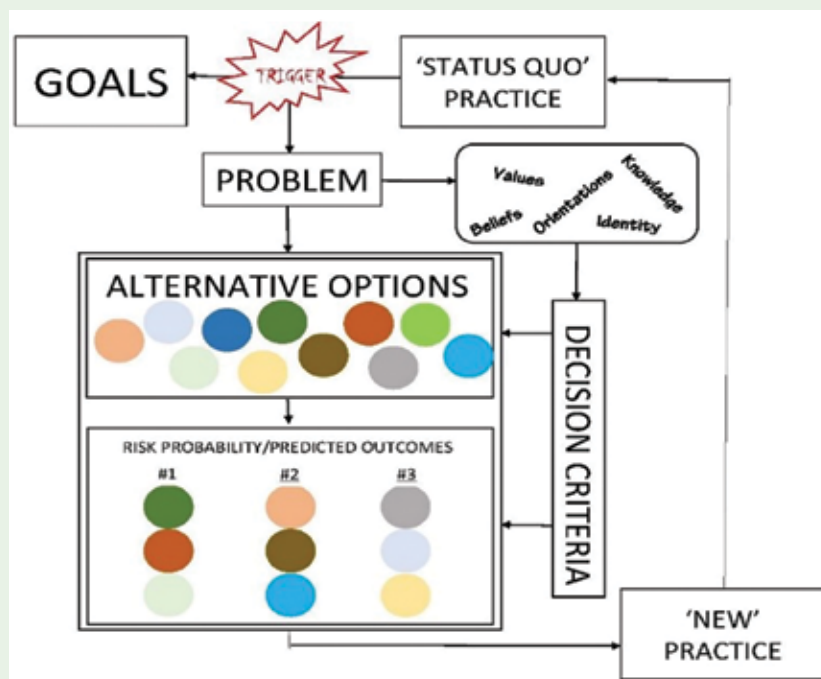 GOALS
TRIGGER
'STATUS QUO'
PRACTICE
PROBLEM
Values
Beliefs
Orientations
Knowledge
Identity
ALTERNATIVE OPTIONS
DECISION CRITERIA
RISK PROBABILITY/PREDICTED OUTCOMES
#1 #2 #3
'NEW'
PRACTICE